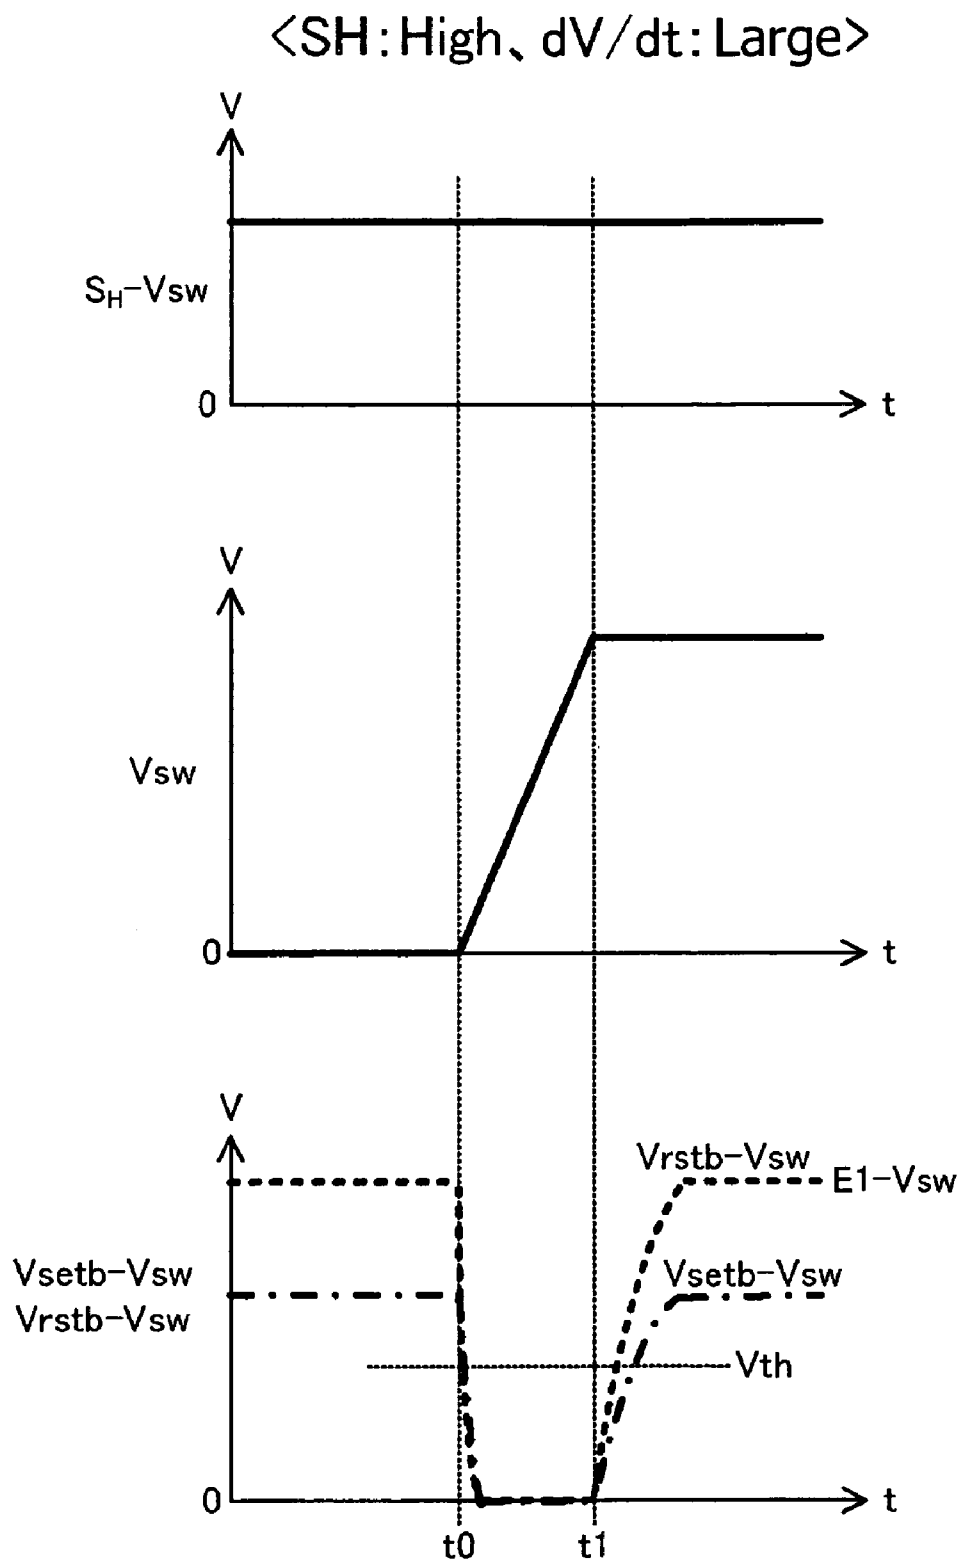 <SH:High、dV/dt:Large>
V
SH-Vsw
0
t
V
Vsw
0
t
V
Vrstb-Vsw
E1-Vsw
Vsetb-Vsw
Vsetb-Vsw
Vrstb-Vsw
Vth
0
t
t0
t1